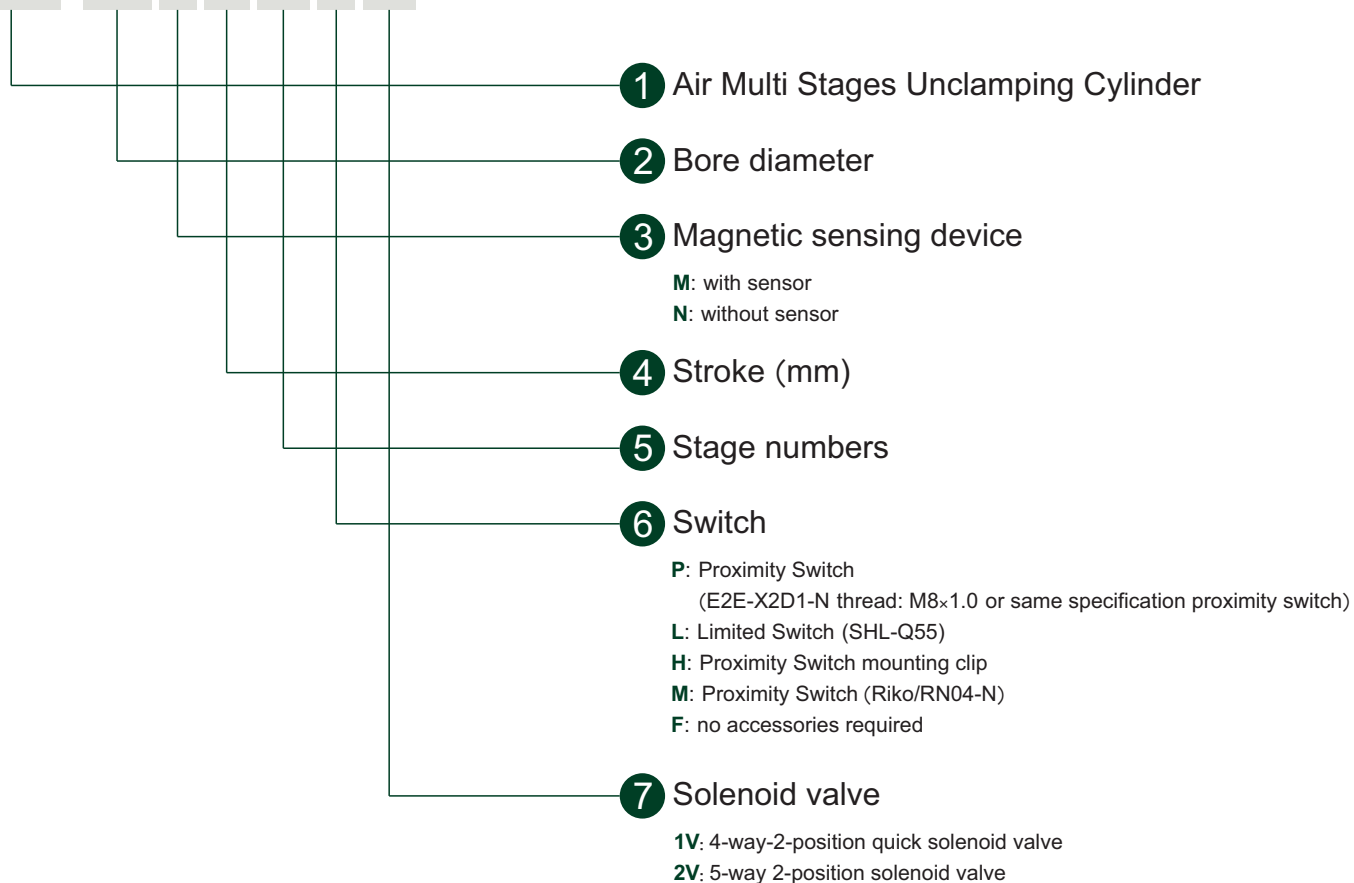 1 Air Multi Stages Unclamping Cylinder
2 Bore diameter
3 Magnetic sensing device
M: with sensor
N: without sensor
4 Stroke (mm)
5 Stage numbers
6 Switch
P: Proximity Switch
(E2E-X2D1-N thread: M8×1.0 or same specification proximity switch)
L: Limited Switch (SHL-Q55)
H: Proximity Switch mounting clip
M: Proximity Switch (Riko/RN04-N)
F: no accessories required
7 Solenoid valve
1V: 4-way-2-position quick solenoid valve
2V: 5-way 2-position solenoid valve